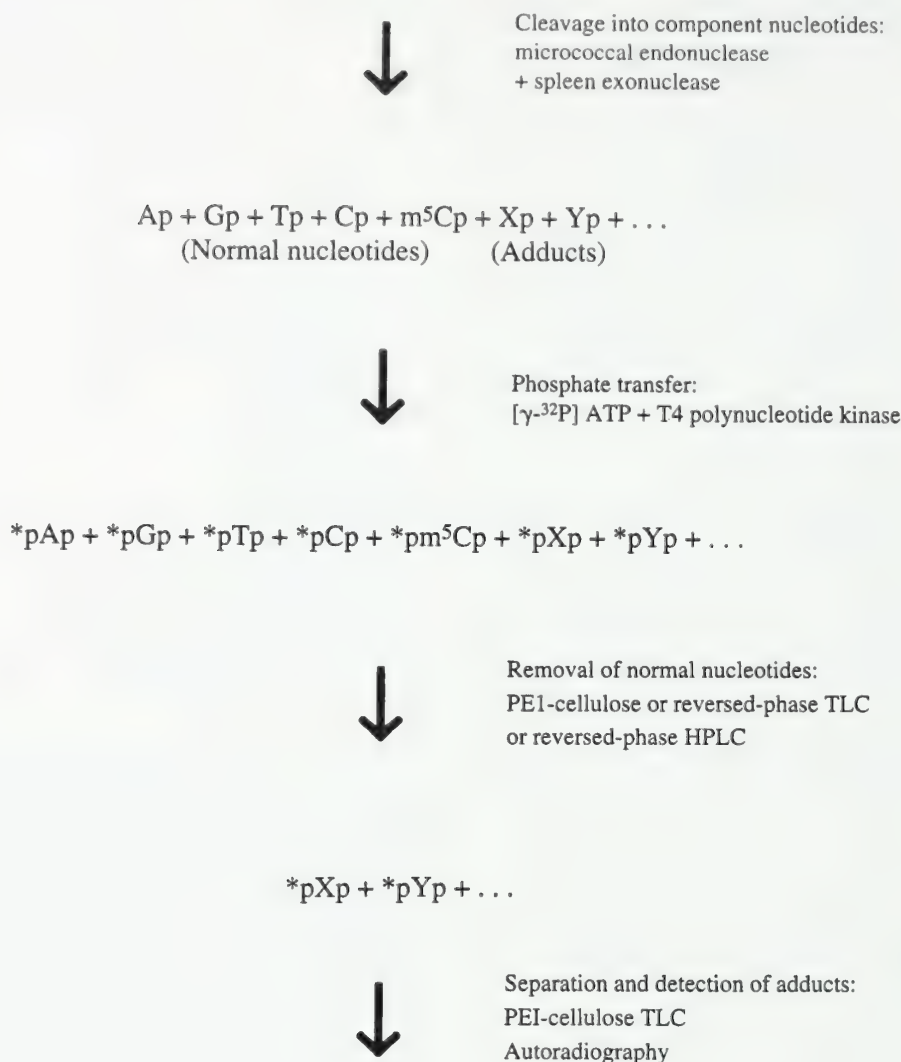 Cleavage into component nucleotides:
micrococcal endonuclease
+ spleen exonuclease
Ap + Gp + Tp + Cp + m⁵Cp + Xp + Yp + . . .
(Normal nucleotides) (Adducts)
Phosphate transfer:
[γ-³²P] ATP + T4 polynucleotide kinase
*pAp + *pGp + *pTp + *pCp + *pm⁵Cp + *pXp + *pYp + . . .
Removal of normal nucleotides:
PE1-cellulose or reversed-phase TLC
or reversed-phase HPLC
*pXp + *pYp + . . .
Separation and detection of adducts:
PEI-cellulose TLC
Autoradiography